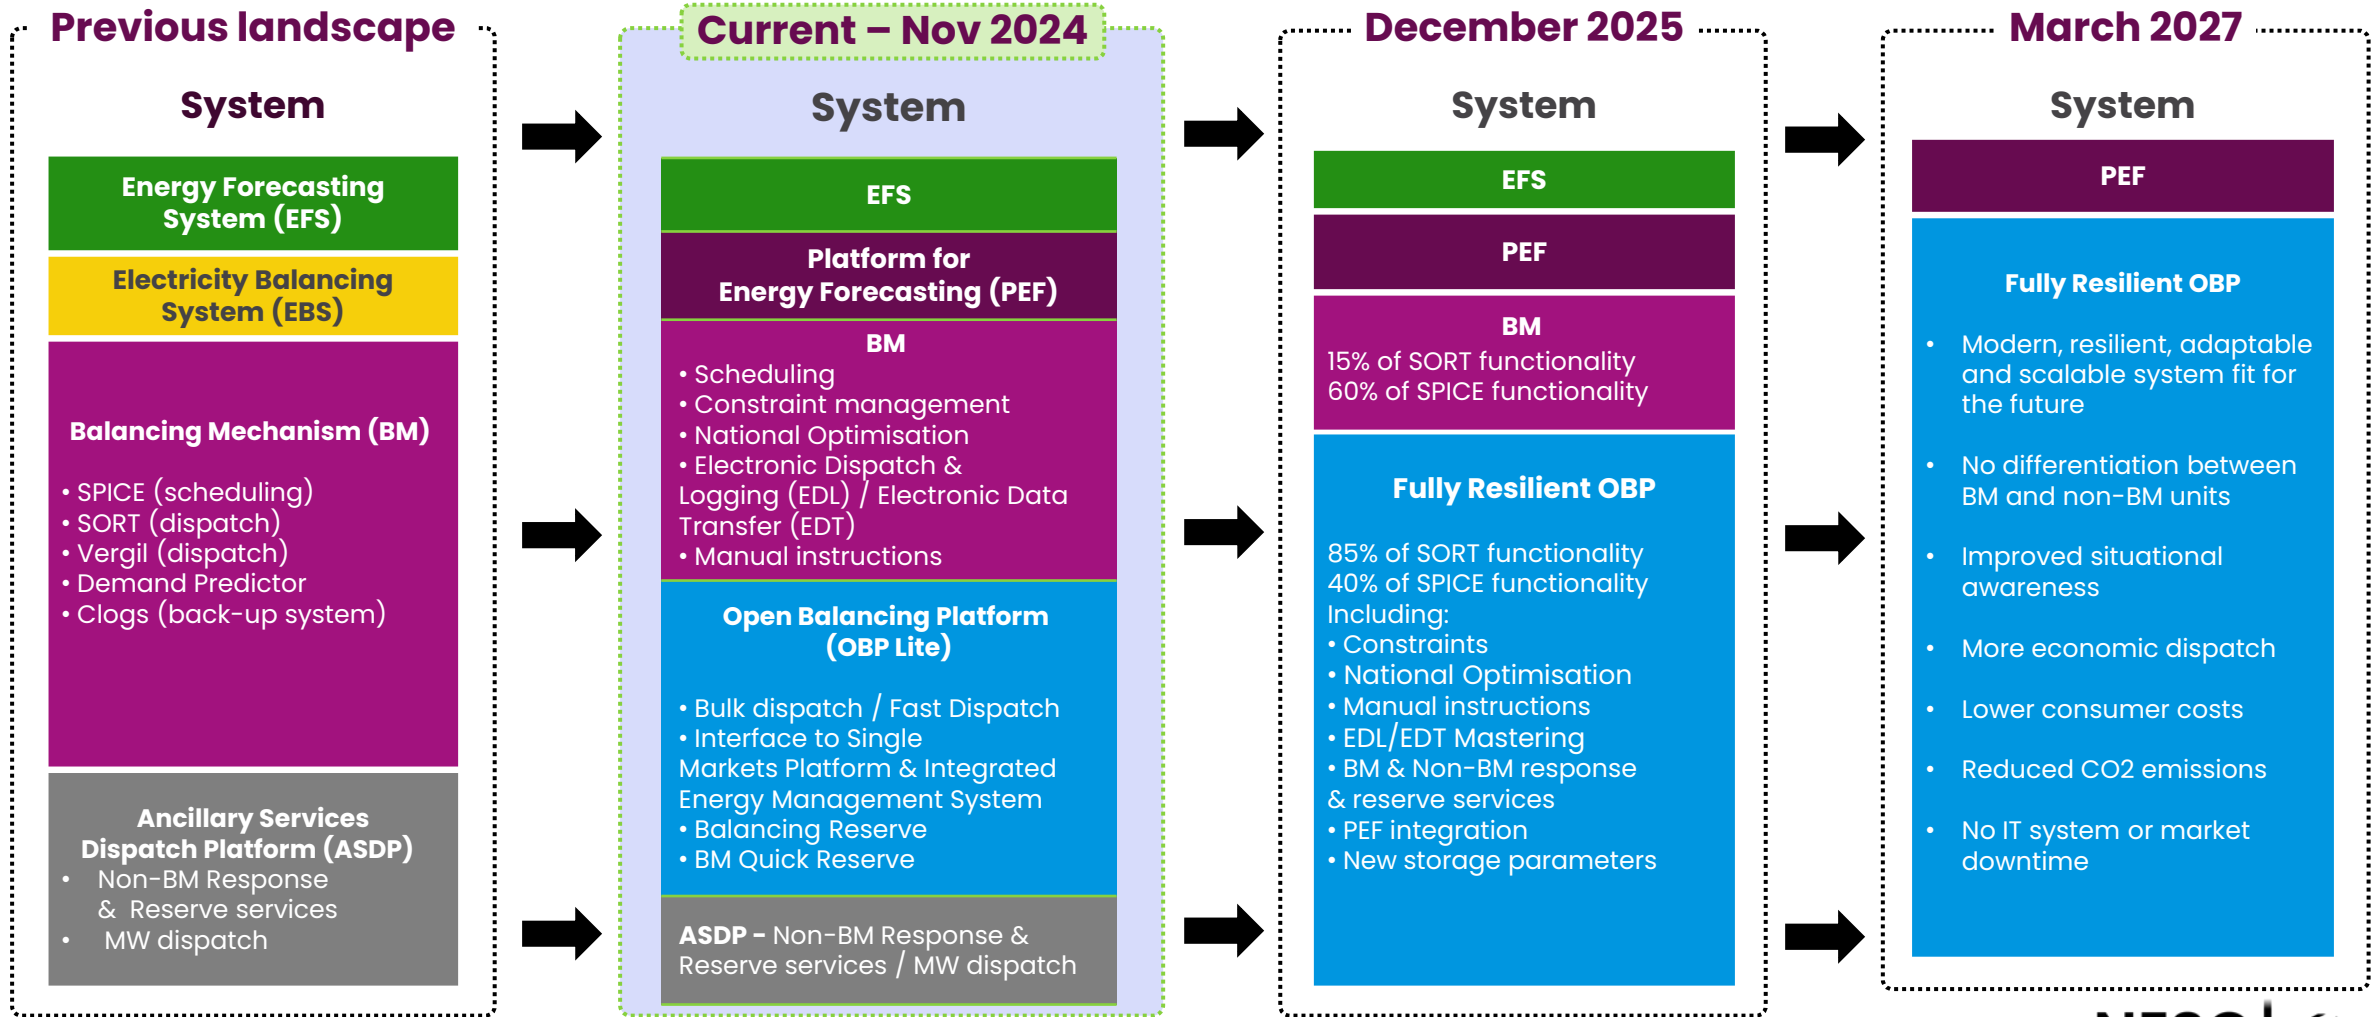 Previous landscape
System
Energy Forecasting
System (EFS)
Electricity Balancing
System (EBS)
Balancing Mechanism (BM)
• SPICE (scheduling)
• SORT (dispatch)
• Vergil (dispatch)
• Demand Predictor
• Clogs (back-up system)
Ancillary Services
Dispatch Platform (ASDP)
• Non-BM Response
& Reserve services
• MW dispatch
Current – Nov 2024
System
EFS
Platform for
Energy Forecasting (PEF)
BM
• Scheduling
• Constraint management
• National Optimisation
• Electronic Dispatch &
Logging (EDL) / Electronic Data
Transfer (EDT)
• Manual instructions
Open Balancing Platform
(OBP Lite)
• Bulk dispatch / Fast Dispatch
• Interface to Single
Markets Platform & Integrated
Energy Management System
• Balancing Reserve
• BM Quick Reserve
ASDP - Non-BM Response &
Reserve services / MW dispatch
December 2025
System
EFS
PEF
BM
15% of SORT functionality
60% of SPICE functionality
Fully Resilient OBP
85% of SORT functionality
40% of SPICE functionality
Including:
• Constraints
• National Optimisation
• Manual instructions
• EDL/EDT Mastering
• BM & Non-BM response
& reserve services
• PEF integration
• New storage parameters
March 2027
System
PEF
Fully Resilient OBP
• Modern, resilient, adaptable
and scalable system fit for
the future
• No differentiation between
BM and non-BM units
• Improved situational
awareness
• More economic dispatch
• Lower consumer costs
• Reduced CO2 emissions
• No IT system or market
downtime